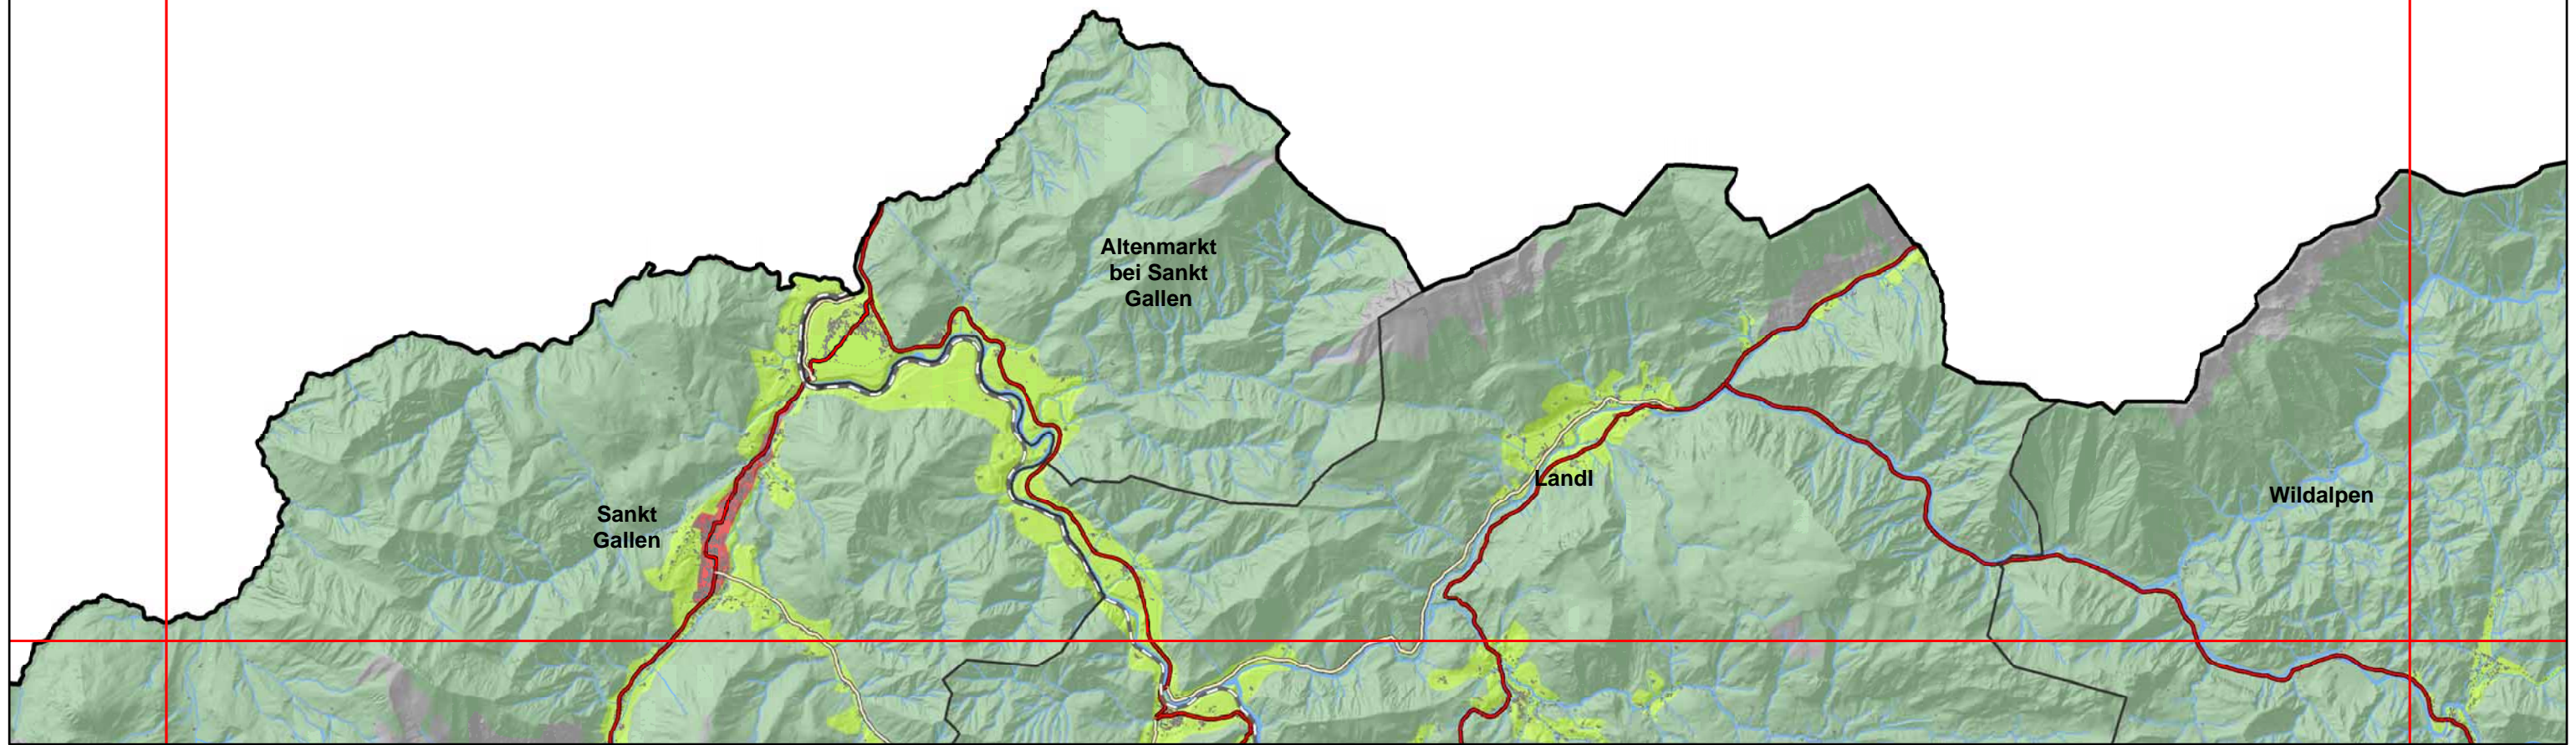 Altenmarkt
bei Sankt
Gallen
Landl
Wildalpen
Sankt
Gallen